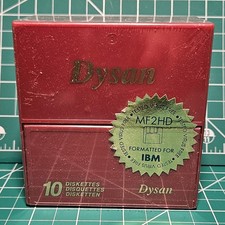 Dysan
MF2HD
FORMATTED FOR
IBM
10
DISKETTES
DISQUETTES
DISKETTEN
Dysan